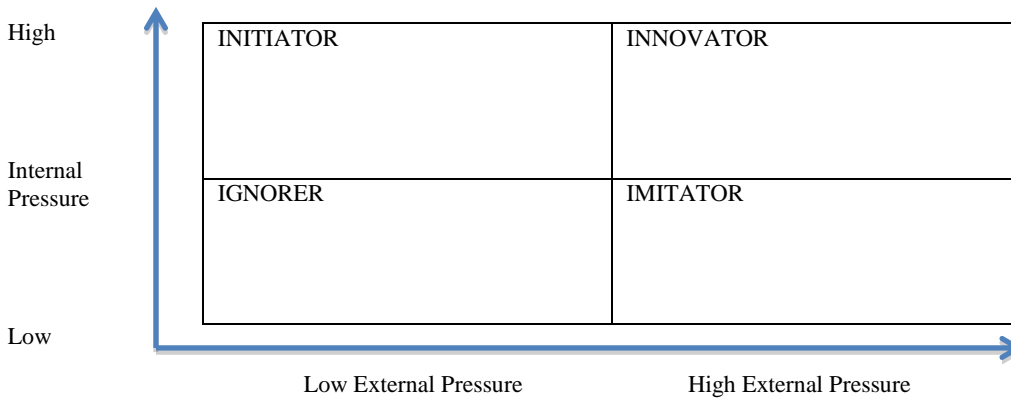 High
INITIATOR
INNOVATOR
Internal
Pressure
IGNORER
IMITATOR
Low
Low External Pressure
High External Pressure